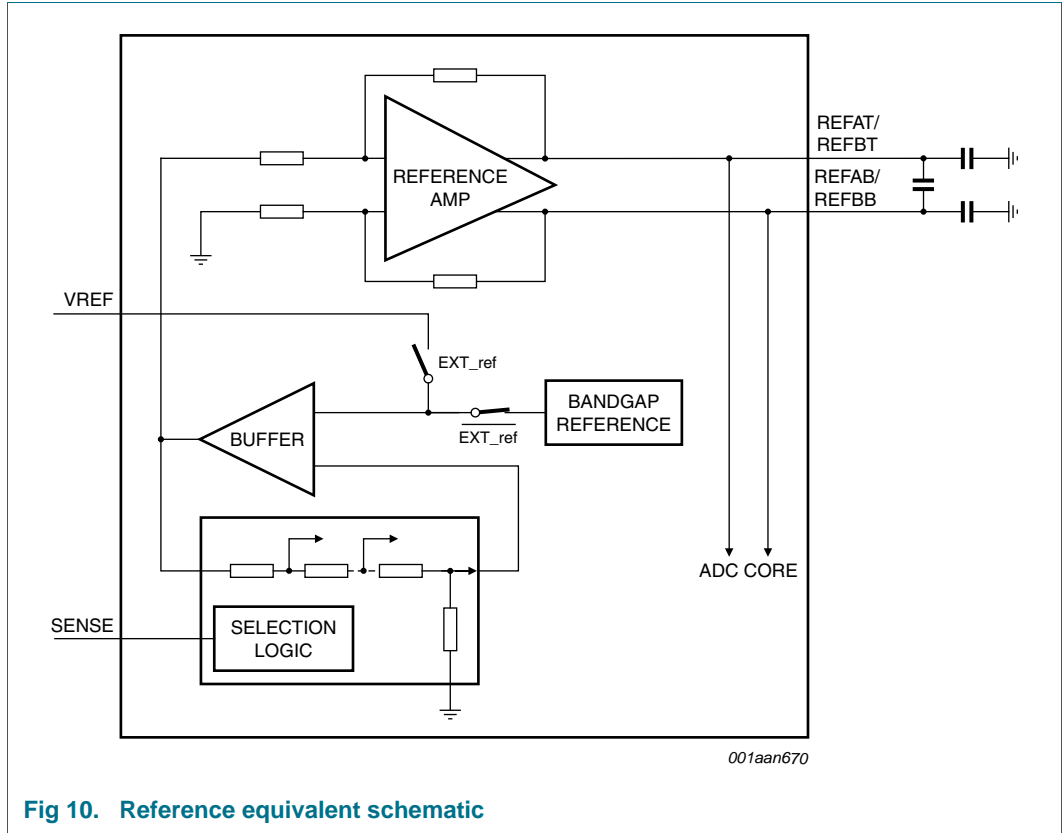 REFAT/
REFBT
REFERENCE
AMP
REFAB/
REFBB
VREF
EXT_ref
BANDGAP
REFERENCE
EXT_ref
BUFFER
ADC CORE
SENSE
SELECTION
LOGIC
001aan670
Fig 10. Reference equivalent schematic